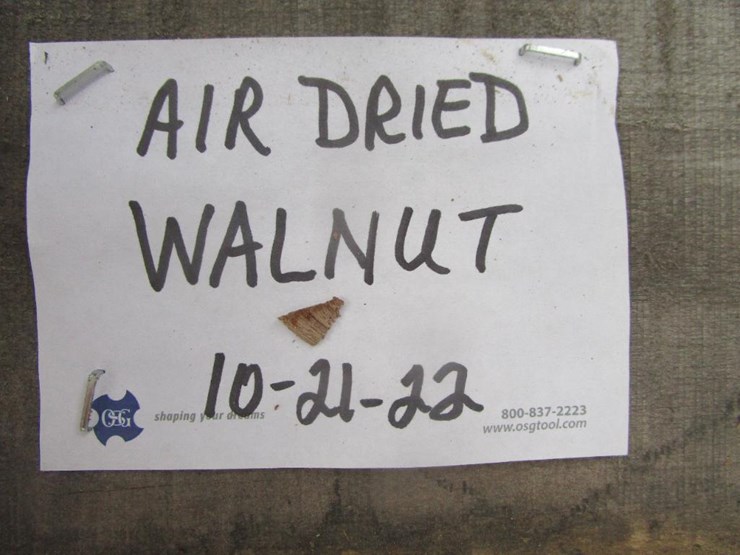 AIR DRIED
WALNUT
10-21-22
OSG shaping your dreams
800-837-2223
www.osgtool.com